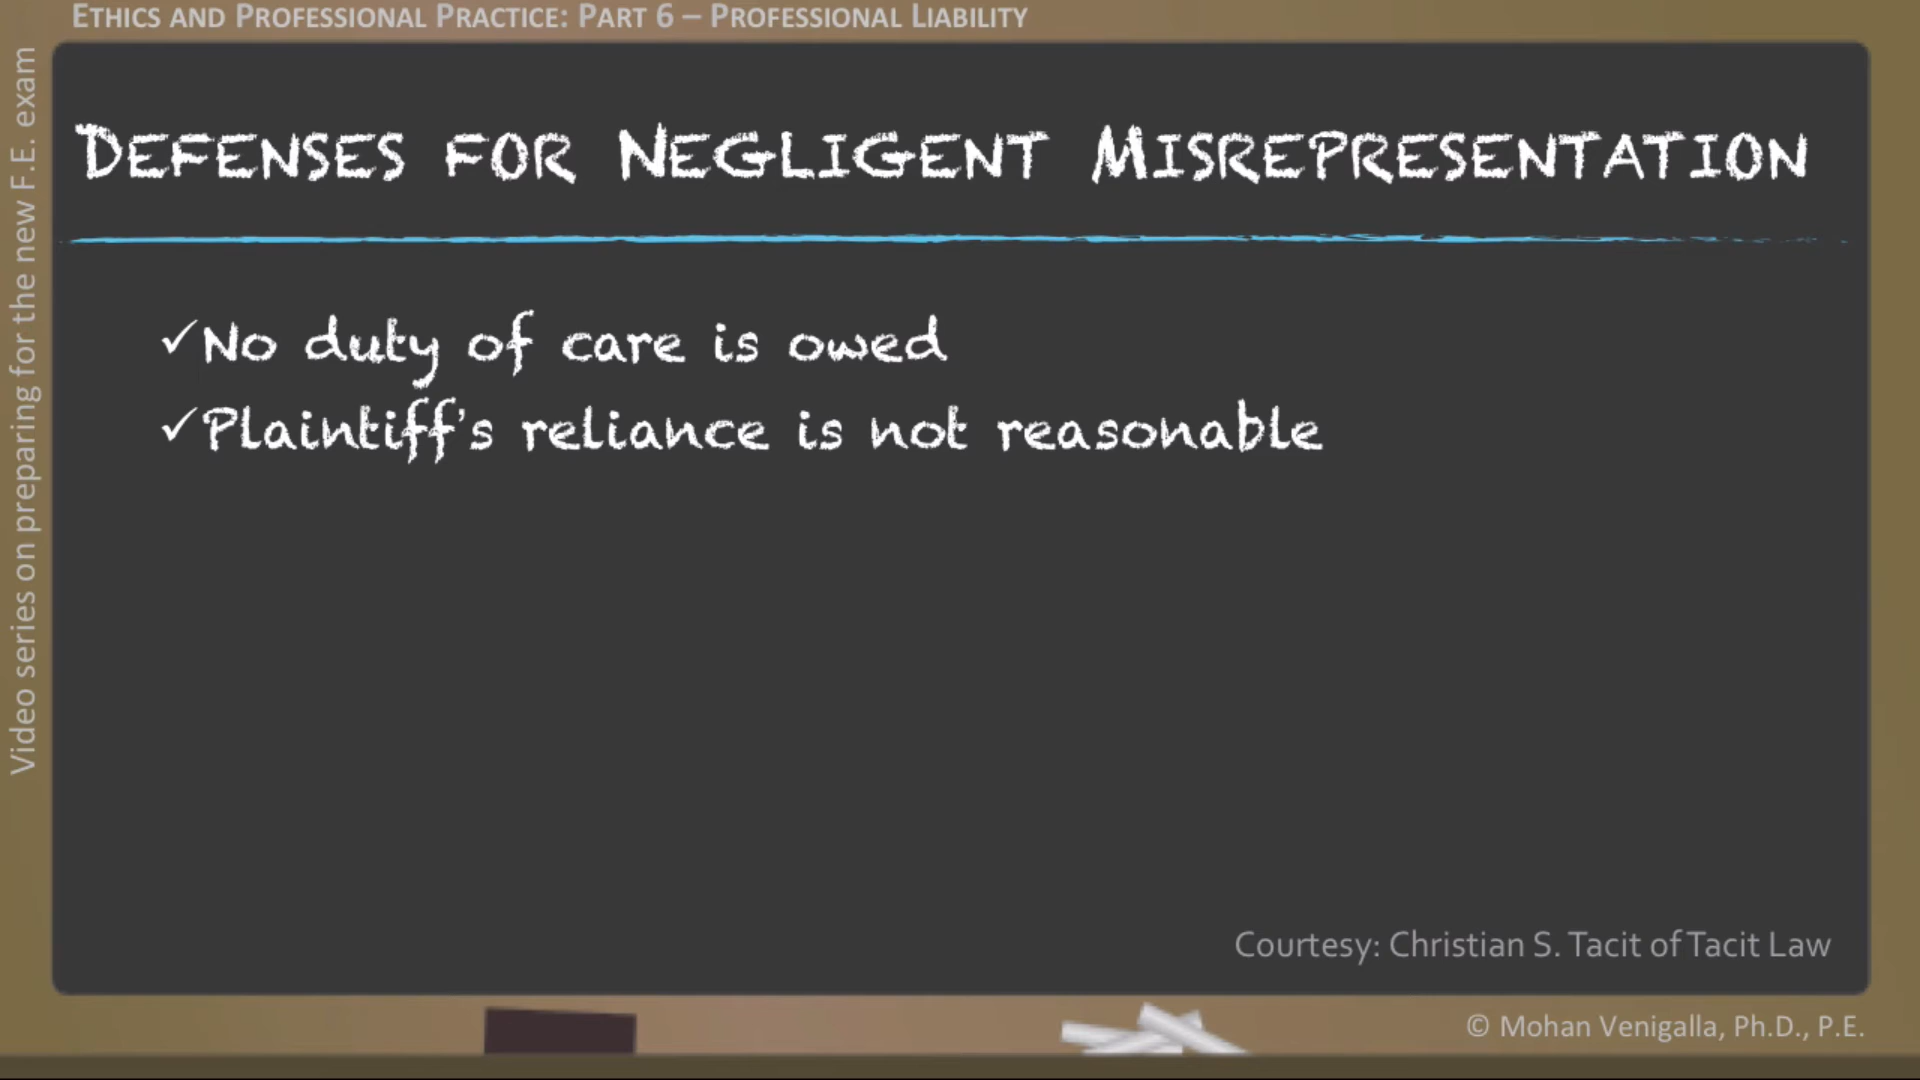 Ethics and Professional Practice: Part 6 – Professional Liability
Video series on preparing for the new F.E. exam
Defenses for Negligent Misrepresentation
✓No duty of care is owed
✓Plaintiff's reliance is not reasonable
Courtesy: Christian S. Tacit of Tacit Law
© Mohan Venigalla, Ph.D., P.E.